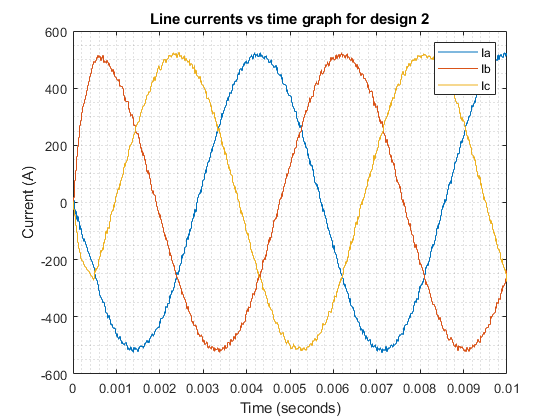 Line currents vs time graph for design 2
Ia
Ib
Ic
Current (A)
600
400
200
0
-200
-400
-600
0 0.001 0.002 0.003 0.004 0.005 0.006 0.007 0.008 0.009 0.01
Time (seconds)